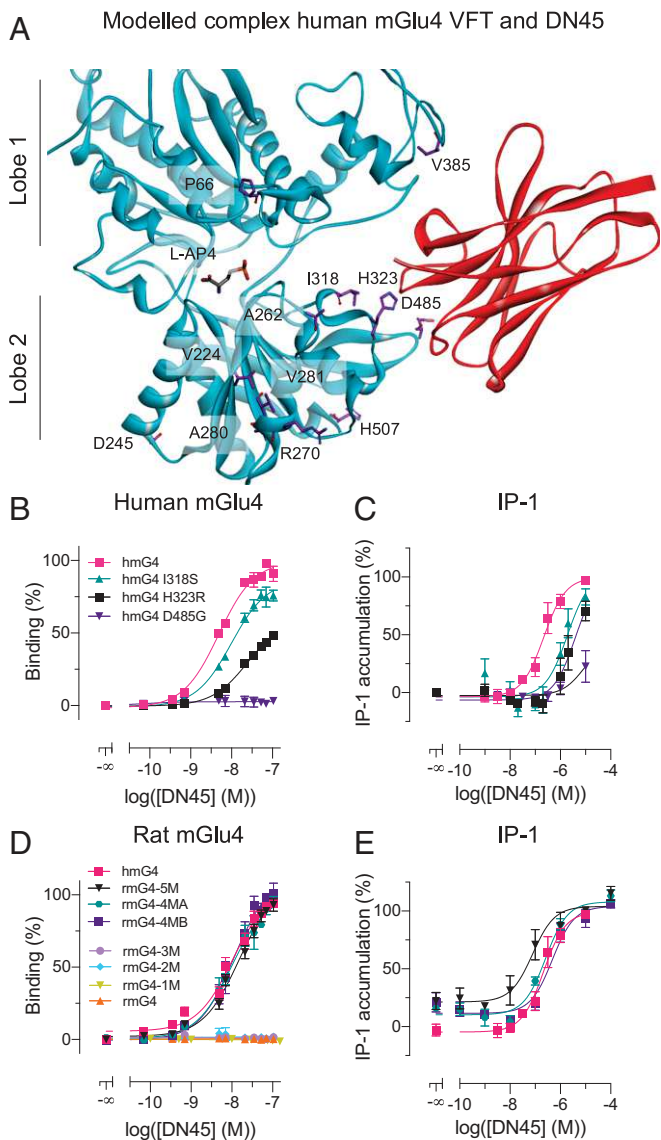 A
Modelled complex human mGlu4 VFT and DN45
Lobe 1
Lobe 2
V385
P66
L-AP4
I318
H323
D485
A262
V224
V281
D245
A280
R270
H507
B
Human mGlu4
Binding (%)
100
50
0
hmG4
hmG4 I318S
hmG4 H323R
hmG4 D485G
-∞
-10
-9
-8
-7
log([DN45] (M))
C
IP-1
IP-1 accumulation (%)
100
50
0
-∞
-10
-8
-6
-4
log([DN45] (M))
D
Rat mGlu4
Binding (%)
100
50
0
hmG4
rmG4-5M
rmG4-4MA
rmG4-4MB
rmG4-3M
rmG4-2M
rmG4-1M
rmG4
-∞
-10
-9
-8
-7
log([DN45] (M))
E
IP-1
IP-1 accumulation (%)
100
50
0
-∞
-10
-8
-6
-4
log([DN45] (M))